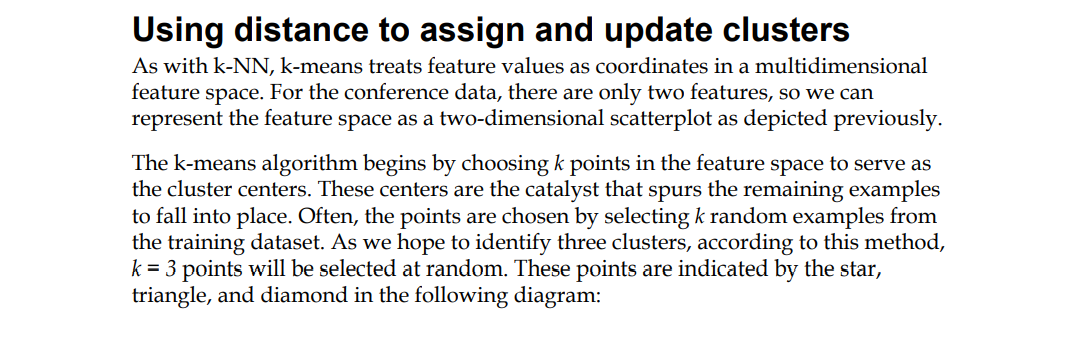 Using distance to assign and update clusters
As with k-NN, k-means treats feature values as coordinates in a multidimensional
feature space. For the conference data, there are only two features, so we can
represent the feature space as a two-dimensional scatterplot as depicted previously.
The k-means algorithm begins by choosing k points in the feature space to serve as
the cluster centers. These centers are the catalyst that spurs the remaining examples
to fall into place. Often, the points are chosen by selecting k random examples from
the training dataset. As we hope to identify three clusters, according to this method,
k = 3 points will be selected at random. These points are indicated by the star,
triangle, and diamond in the following diagram: